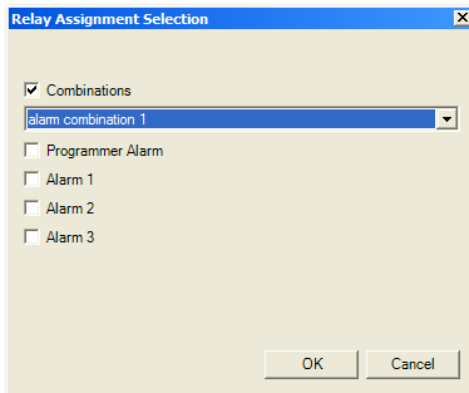 Relay Assignment Selection
Combinations
alarm combination 1
Programmer Alarm
Alarm 1
Alarm 2
Alarm 3
OK Cancel